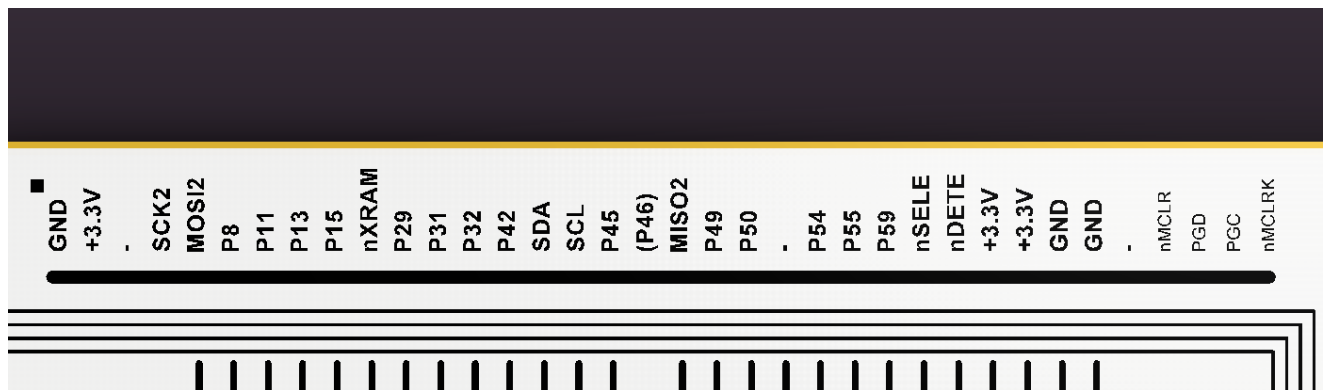 GND
+3.3V
-
SCK2
MOSI2
P8
P11
P13
P15
nXRAM
P29
P31
P32
P42
SDA
SCL
P45
(P46)
MISO2
P49
P50
-
P54
P55
P59
nSELE
nDETE
+3.3V
+3.3V
GND
GND
-
nMCLR
PGD
PGC
nMCLRK